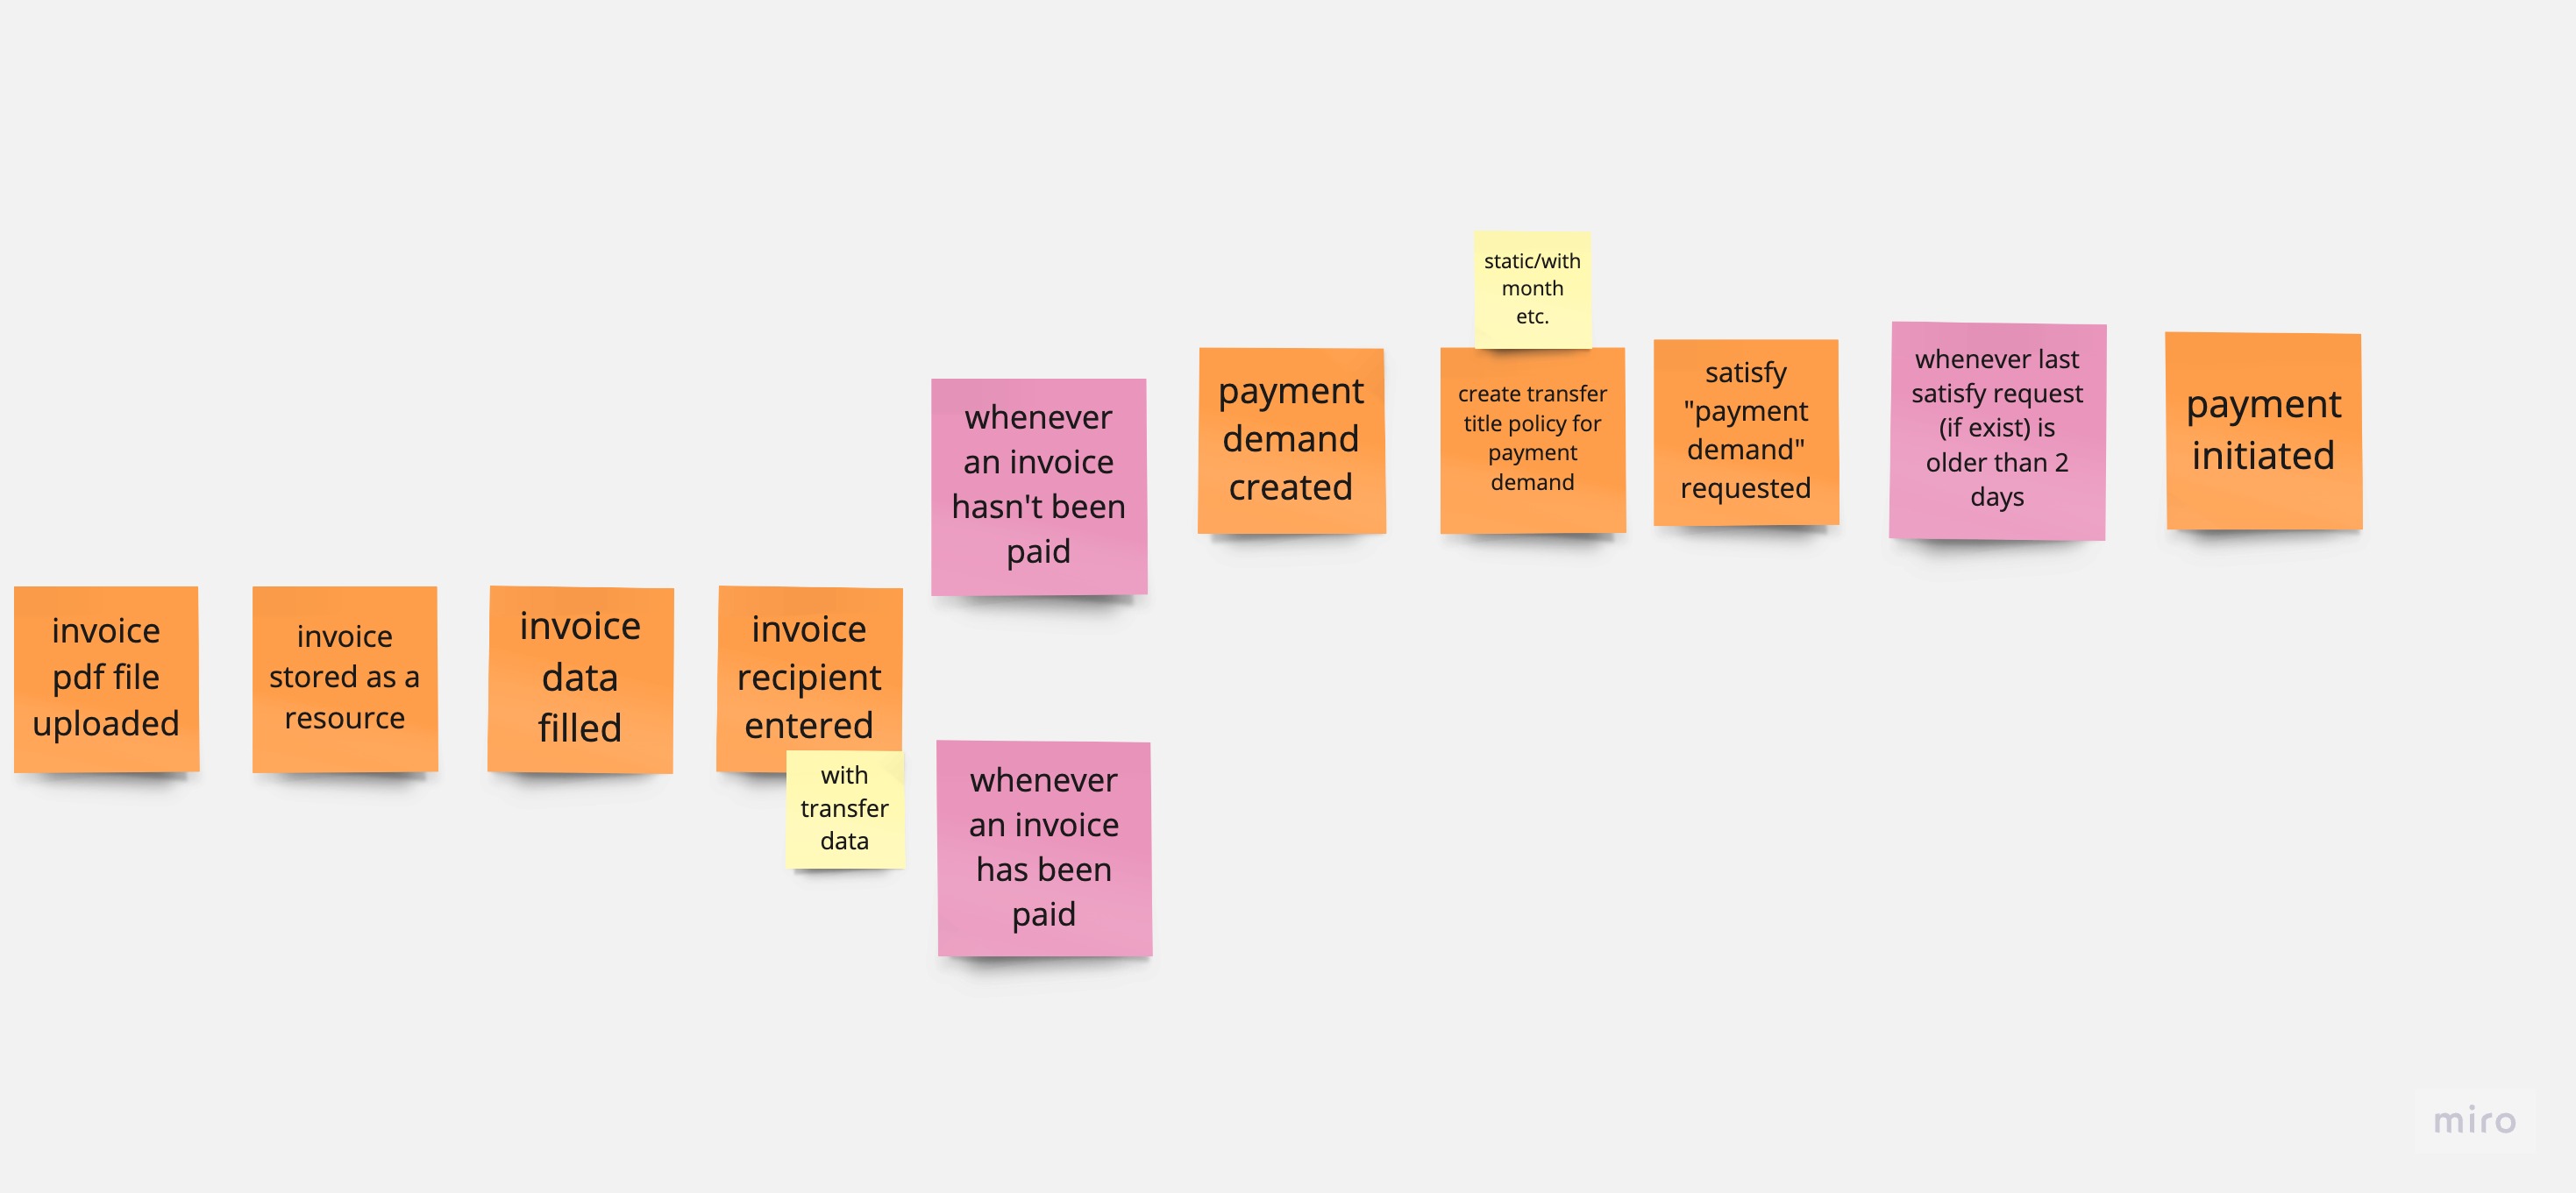 invoice
pdf file
uploaded
invoice
stored as a
resource
invoice
data
filled
invoice
recipient
entered
with
transfer
data
whenever
an invoice
hasn't been
paid
whenever
an invoice
has been
paid
payment
demand
created
static/with
month
etc.
create transfer
title policy for
payment
demand
satisfy
"payment
demand"
requested
whenever last
satisfy request
(if exist) is
older than 2
days
payment
initiated
miro